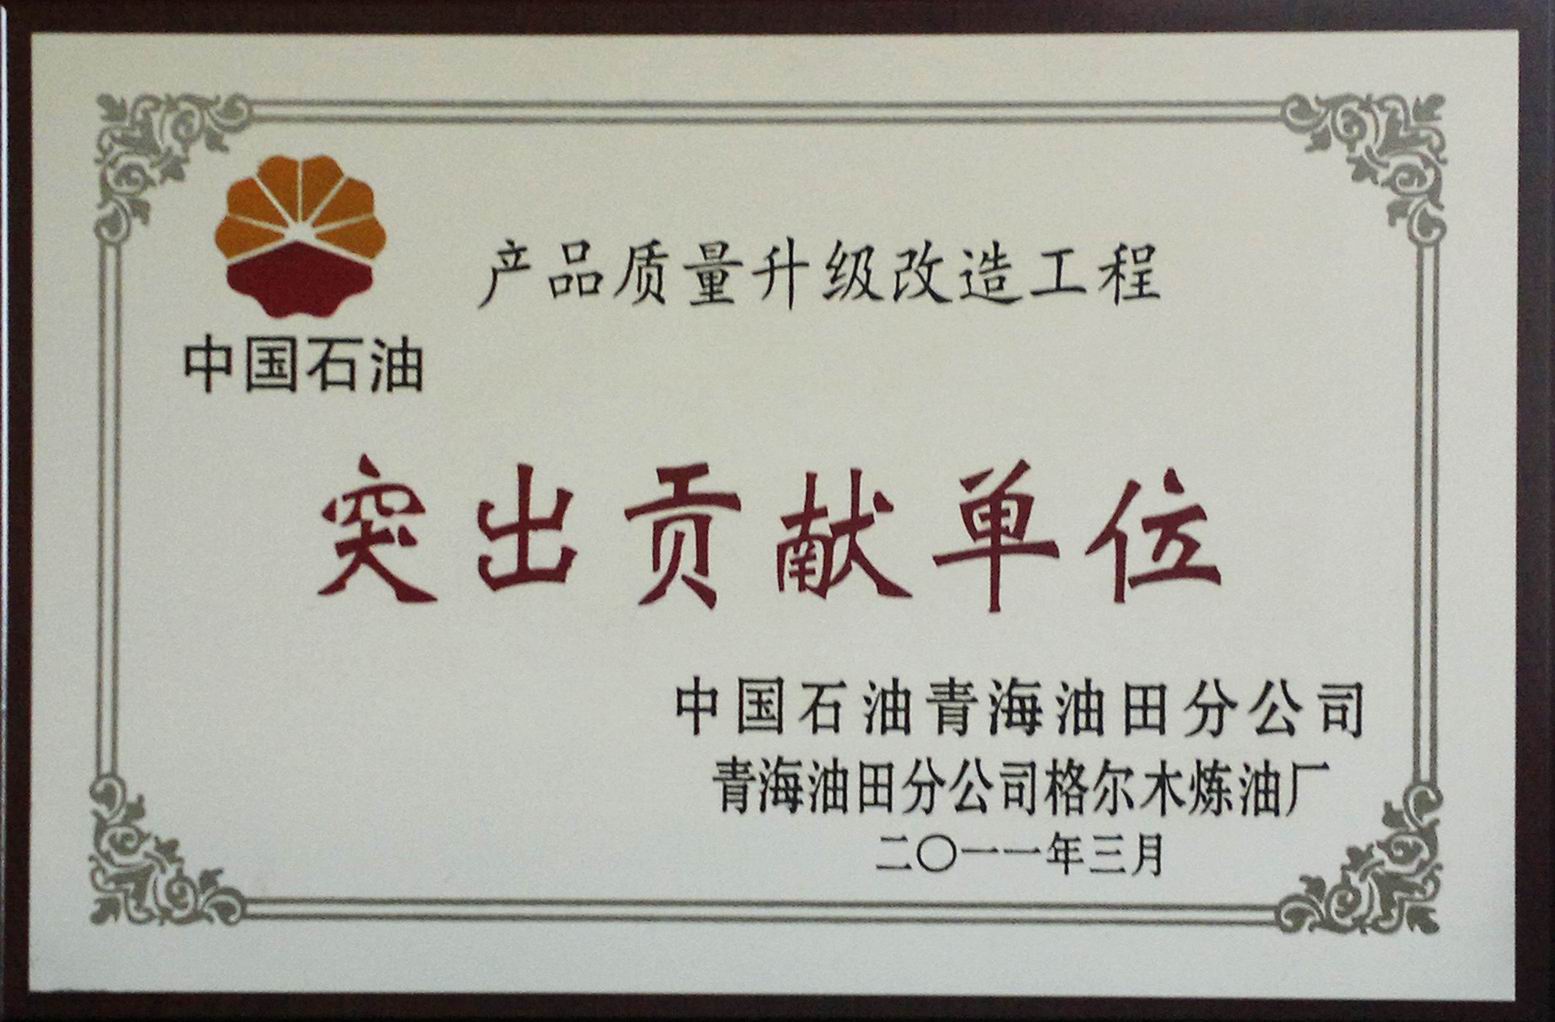 中国石油
产品质量升级改造工程
突出贡献单位
中国石油青海油田分公司
青海油田分公司格尔木炼油厂
二〇一一年三月